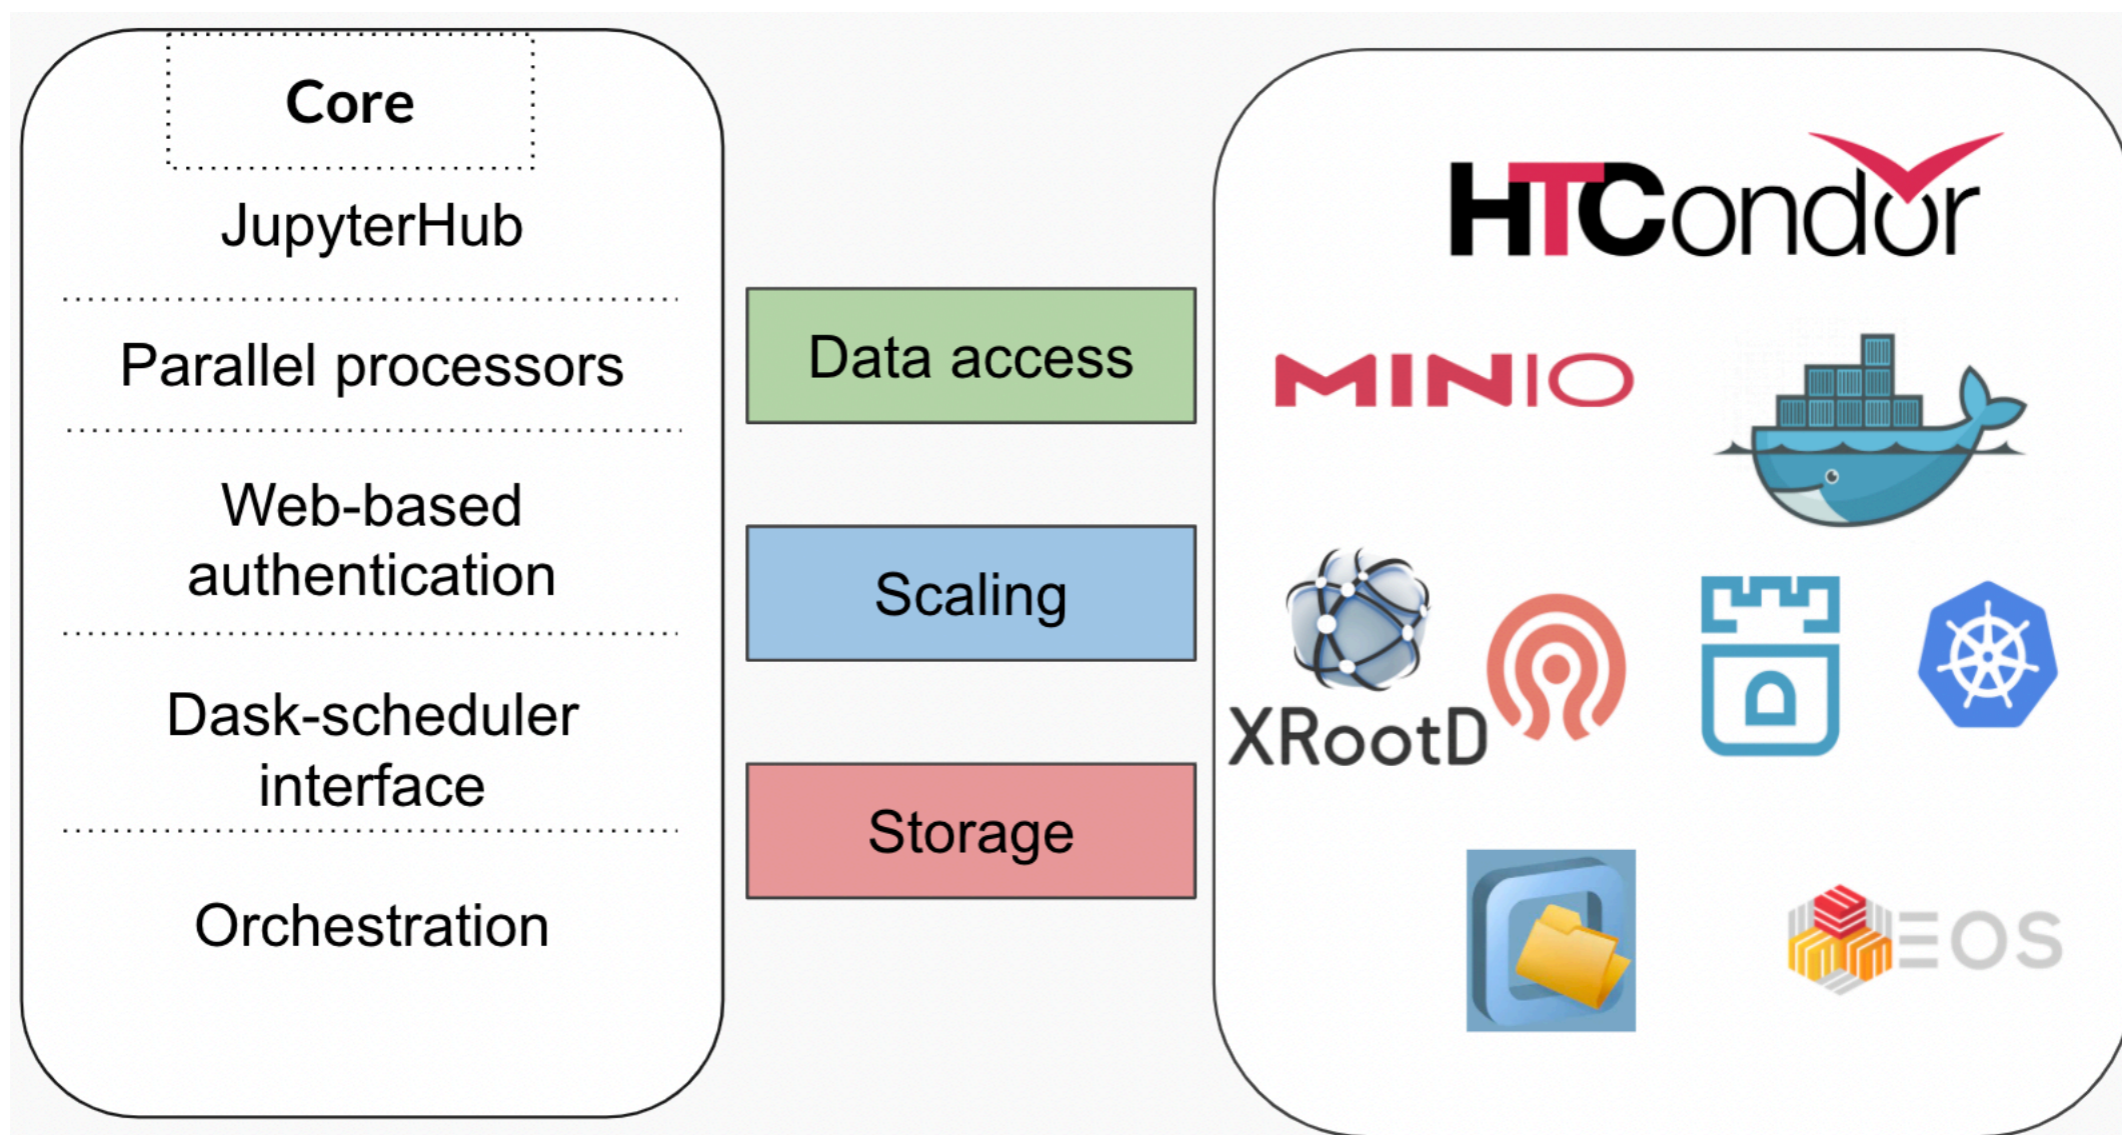 Core
JupyterHub
Parallel processors
Web-based
authentication
Dask-scheduler
interface
Orchestration
Data access
Scaling
Storage
HTCondor
MINIO
XRootD
D
EOS